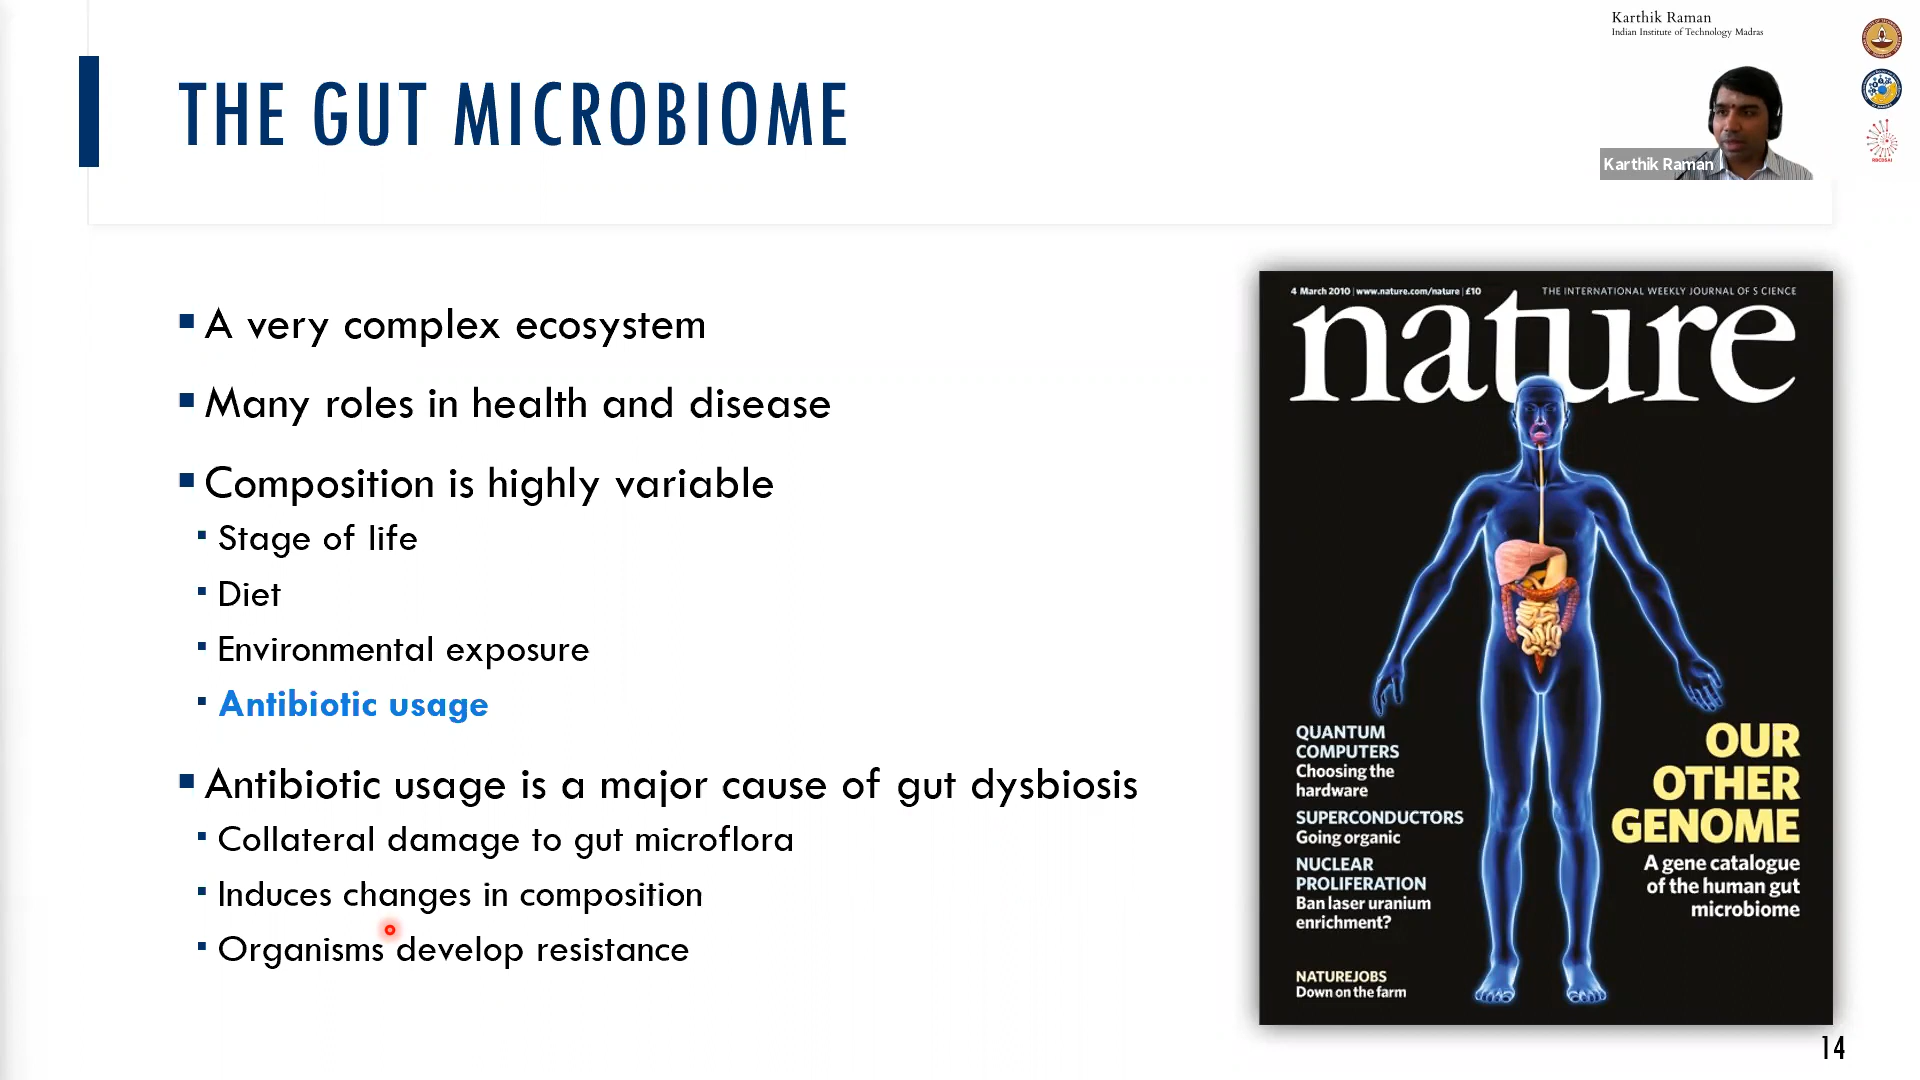 Karthik Raman
Indian Institute of Technology Madras
THE GUT MICROBIOME
Karthik Raman
RBCDSAI
A very complex ecosystem
Many roles in health and disease
Composition is highly variable
Stage of life
Diet
Environmental exposure
Antibiotic usage
Antibiotic usage is a major cause of gut dysbiosis
Collateral damage to gut microflora
Induces changes in composition
Organisms develop resistance
4 March 2010 | www.nature.com/nature | £10
THE INTERNATIONAL WEEKLY JOURNAL OF S CIENCE
nature
QUANTUM
COMPUTERS
Choosing the
hardware
SUPERCONDUCTORS
Going organic
NUCLEAR
PROLIFERATION
Ban laser uranium
enrichment?
NATUREJOBS
Down on the farm
OUR
OTHER
GENOME
A gene catalogue
of the human gut
microbiome
14